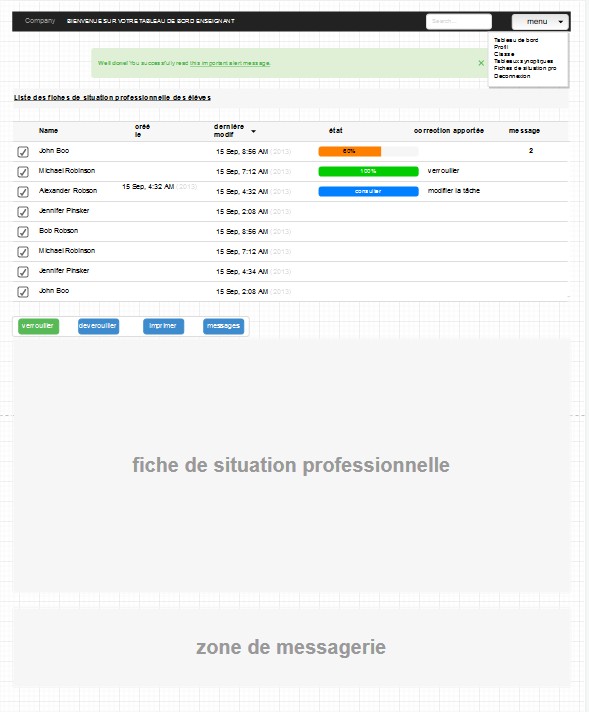 Company BIENVENUE SUR VOTRE TABLEAU DE BORD ENSEIGNANT Search... menu
Tableau de bord
Profil
Classe
Tableaux synoptiques
Fiches de situation pro
Deconnexion
Well done! You successfully read this important alert message. ×
Liste des fiches de situation professionnelle des élèves
Name créé le dernière modif état correction apportée message
John Boo 15 Sep, 8:56 AM (2013) 60% 2
Michael Robinson 15 Sep, 7:12 AM (2013) 100% verrouiller
Alexander Robson 15 Sep, 4:32 AM (2013) 15 Sep, 4:32 AM (2013) consulter modifier la tâche
Jennifer Pinsker 15 Sep, 2:08 AM (2013)
Bob Robson 15 Sep, 8:56 AM (2013)
Michael Robinson 15 Sep, 7:12 AM (2013)
Jennifer Pinsker 15 Sep, 4:34 AM (2013)
John Boo 15 Sep, 2:08 AM (2013)
verrouiller deverouiller imprimer messages
fiche de situation professionnelle
zone de messagerie